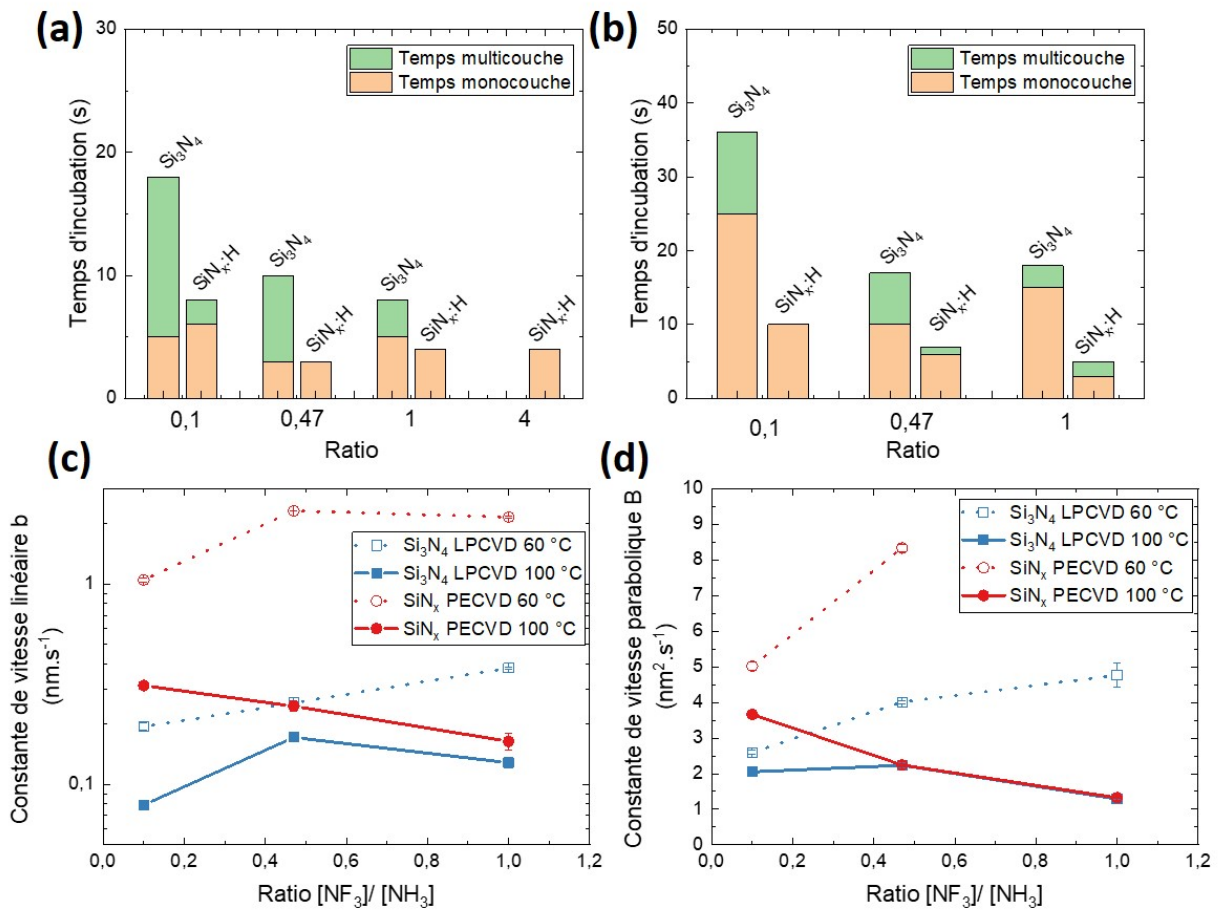 (a)
30
20
10
0
Temps d'incubation (s)
Temps multicouche
Temps monocouche
Si₃N₄
SiNₓ:H
Si₃N₄
SiNₓ:H
Si₃N₄
SiNₓ:H
SiNₓ:H
0,1 0,47 1 4
Ratio
(b)
50
40
30
20
10
0
Temps d'incubation (s)
Temps multicouche
Temps monocouche
Si₃N₄
SiNₓ:H
Si₃N₄
SiNₓ:H
Si₃N₄
SiNₓ:H
0,1 0,47 1
Ratio
(c)
Constante de vitesse linéaire b
(nm.s⁻¹)
1
0,1
Si₃N₄ LPCVD 60 °C
Si₃N₄ LPCVD 100 °C
SiNₓ PECVD 60 °C
SiNₓ PECVD 100 °C
0,0 0,2 0,4 0,6 0,8 1,0 1,2
Ratio [NF₃]/ [NH₃]
(d)
Constante de vitesse parabolique B
(nm².s⁻¹)
10
9
8
7
6
5
4
3
2
1
0
Si₃N₄ LPCVD 60 °C
Si₃N₄ LPCVD 100 °C
SiNₓ PECVD 60 °C
SiNₓ PECVD 100 °C
0,0 0,2 0,4 0,6 0,8 1,0 1,2
Ratio [NF₃]/ [NH₃]